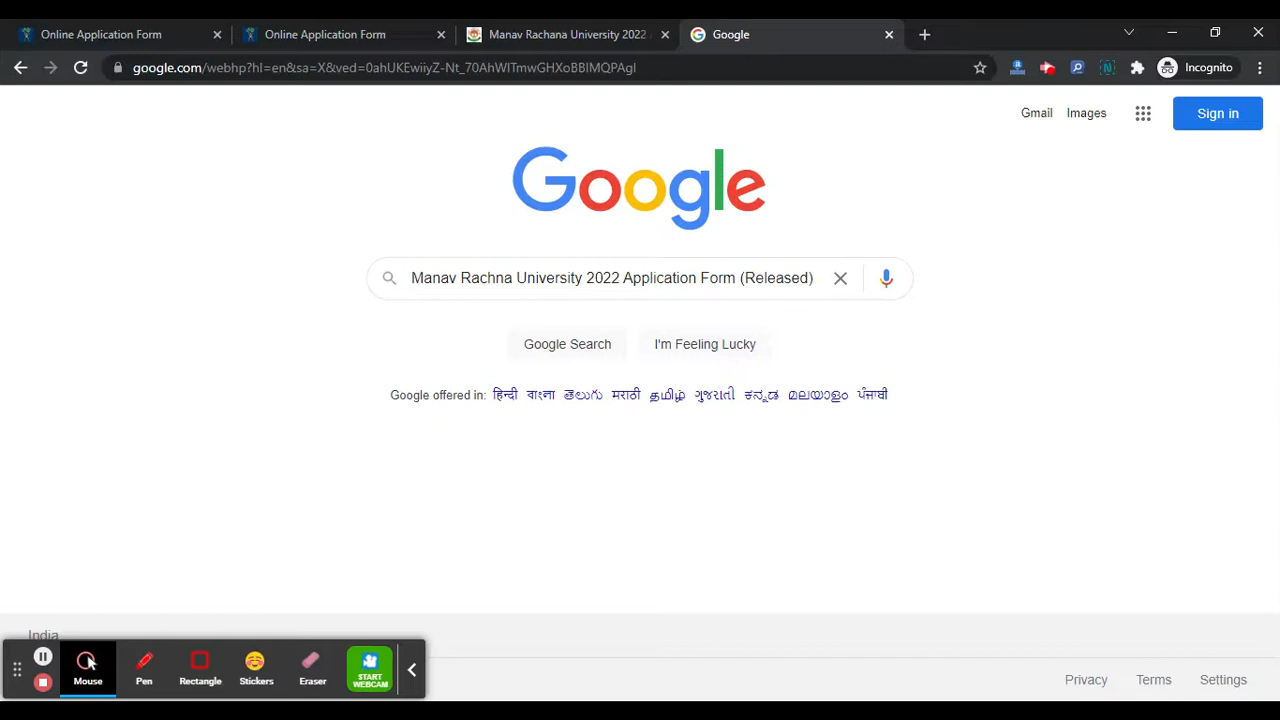 Online Application Form
Online Application Form
Manav Rachana University 2022
Google
google.com/webhp?hl=en&sa=X&ved=0ahUKEwiiyZ-Nt_70AhWITmwGHXoBBIMQPAgI
Incognito
Gmail
Images
Sign in
Google
Manav Rachna University 2022 Application Form (Released)
Google Search
I'm Feeling Lucky
Google offered in: हिन्दी বাংলা తెలుగు मराठी தமிழ் ગુજરાતી ಕನ್ನಡ മലയാളം ਪੰਜਾਬੀ
India
Mouse
Pen
Rectangle
Stickers
Eraser
START
WEBCAM
Privacy
Terms
Settings